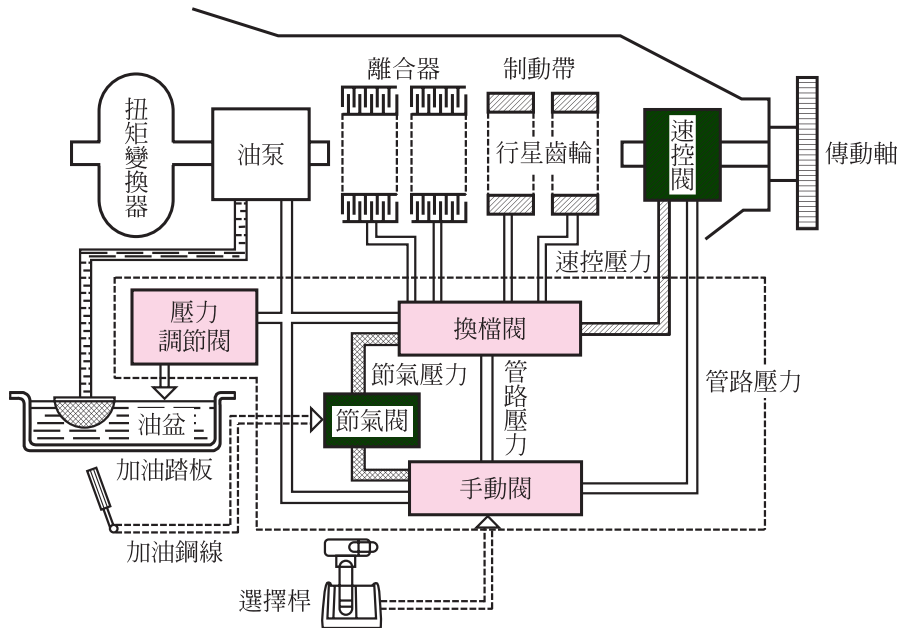 離合器
制動帶
扭矩變換器
油泵
行星齒輪
速控閥
傳動軸
速控壓力
壓力
調節閥
換檔閥
節氣壓力
管路壓力
管路壓力
節氣閥
油盆
加油踏板
手動閥
加油鋼線
選擇桿